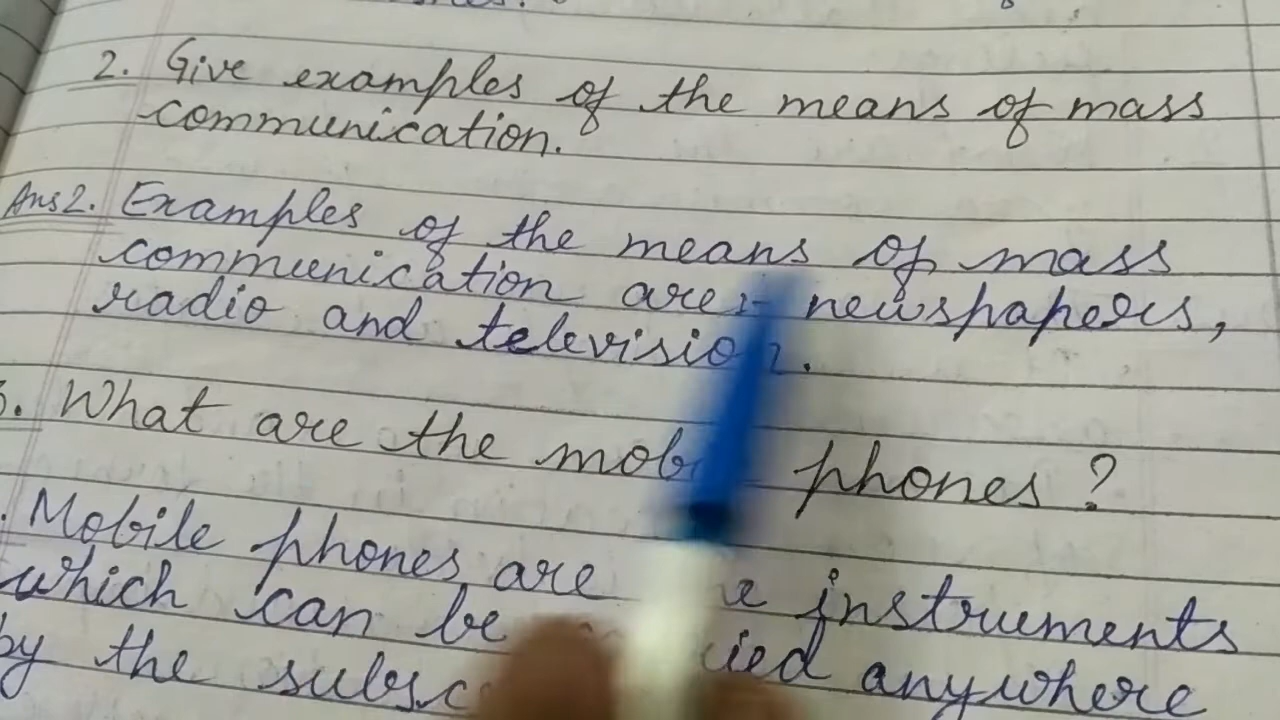 2. Give examples of the means of mass
communication.
Ans2. Examples of the means of mass
communication are:- newspapers,
radio and television.
3. What are the phones?
Mobile phones are instruments
which can be anywhere
by the